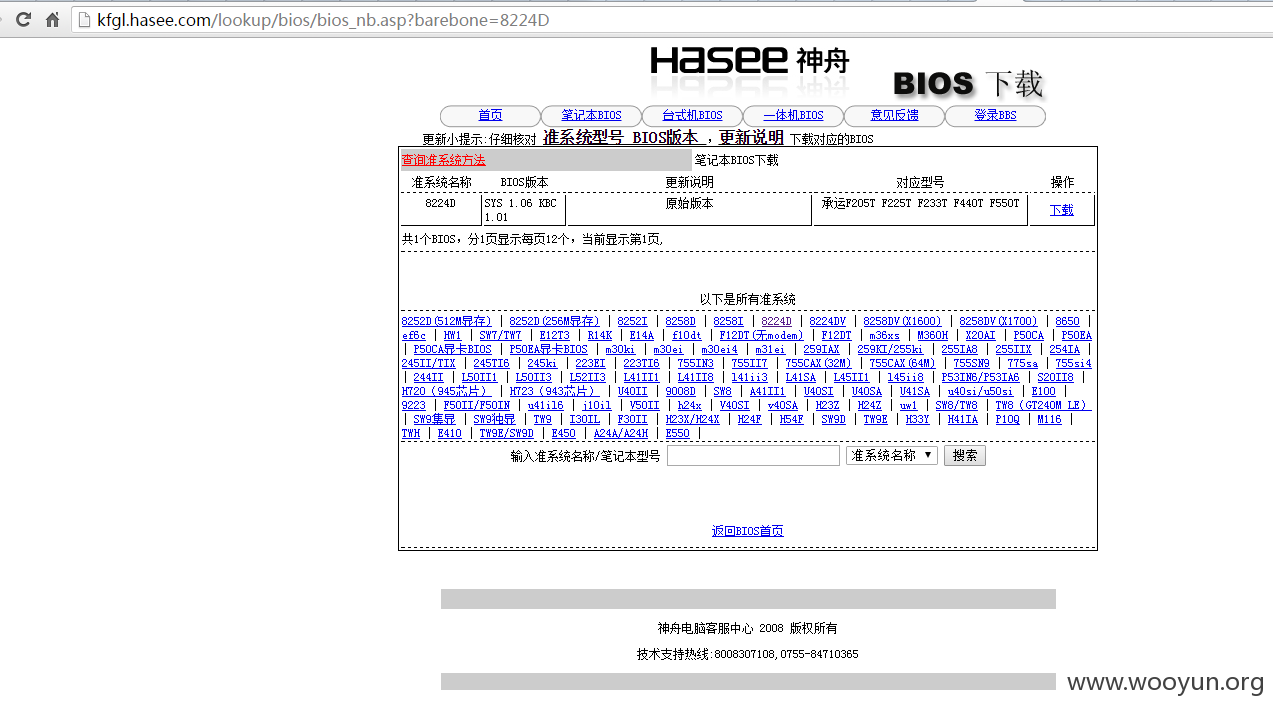 kfgl.hasee.com/lookup/bios/bios_nb.asp?barebone=8224D
Hasee 神舟
BIOS 下载
首页 笔记本BIOS 台式机BIOS 一体机BIOS 意见反馈 登录BBS
更新小提示:仔细核对 准系统型号 BIOS版本 ，更新说明 下载对应的BIOS
查询准系统方法 笔记本BIOS下载
准系统名称 BIOS版本 更新说明 对应型号 操作
8224D SYS 1.06 KBC 原始版本 承运F205T F225T F233T F440T F550T 下载
1.01
共1个BIOS，分1页显示每页12个，当前显示第1页,
以下是所有准系统
8252D(512M显存) | 8252D(256M显存) | 8252I | 8258D | 8258I | 8224D | 8224DV | 8258DV(X1600) | 8258DV(X1700) | 8650 |
ef6c | HW1 | SW7/TW7 | E12T3 | R14K | E14A | f10dt | F12DT(无modem) | F12DT | m36xs | M360H | X20AI | P50CA | P50EA
| P50CA显卡BIOS | P50EA显卡BIOS | m30ki | m30ei | m30ei4 | m31ei | 259IAX | 259KI/255ki | 255IA8 | 255IIX | 254IA |
245II/TIX | 245TI6 | 245ki | 223EI | 223TI6 | 755IN3 | 755II7 | 755CAX(32M) | 755CAX(64M) | 755SN9 | 775sa | 755si4
| 244II | L50II1 | L50II3 | L52II3 | L41II1 | L41II8 | l41ii3 | L41SA | L45II1 | l45ii8 | P53IN6/P53IA6 | S20II8 |
H720（945芯片） | H723（943芯片） | U40II | 9008D | SW8 | A41II1 | U40SI | U40SA | U41SA | u40si/u50si | E100 |
9223 | F50II/F50IN | u41il6 | j10il | V50II | h24x | V40SI | v40SA | H23Z | H24Z | uw1 | SW8/TW8 | TW8（GT240M LE）
| SW9集显 | SW9独显 | TW9 | I30IL | F30II | H23X/H24X | H24F | H54F | SW9D | TW9E | H33Y | H41IA | P10Q | M116 |
TWH | E410 | TW9E/SW9D | E450 | A24A/A24H | E550 |
输入准系统名称/笔记本型号 准系统名称 搜索
返回BIOS首页
神舟电脑客服中心 2008 版权所有
技术支持热线:8008307108,0755-84710365
www.wooyun.org